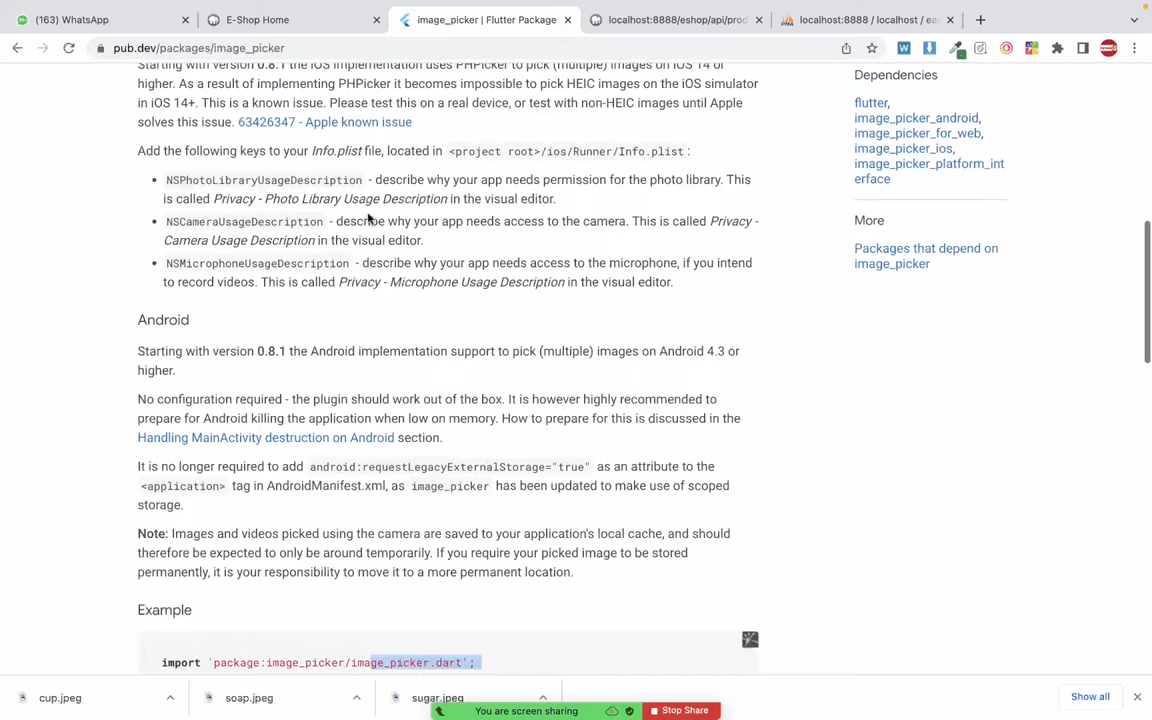 (163) WhatsApp
E-Shop Home
image_picker | Flutter Package
localhost:8888/eshop/api/prod
localhost:8888 / localhost / ea
pub.dev/packages/image_picker
Starting with version 0.8.1 the iOS implementation uses PHPicker to pick (multiple) images on iOS 14 or
higher. As a result of implementing PHPicker it becomes impossible to pick HEIC images on the iOS simulator
in iOS 14+. This is a known issue. Please test this on a real device, or test with non-HEIC images until Apple
solves this issue. 63426347 - Apple known issue
Add the following keys to your Info.plist file, located in <project root>/ios/Runner/Info.plist :
• NSPhotoLibraryUsageDescription - describe why your app needs permission for the photo library. This
is called Privacy - Photo Library Usage Description in the visual editor.
• NSCameraUsageDescription - describe why your app needs access to the camera. This is called Privacy -
Camera Usage Description in the visual editor.
• NSMicrophoneUsageDescription - describe why your app needs access to the microphone, if you intend
to record videos. This is called Privacy - Microphone Usage Description in the visual editor.
Android
Starting with version 0.8.1 the Android implementation support to pick (multiple) images on Android 4.3 or
higher.
No configuration required - the plugin should work out of the box. It is however highly recommended to
prepare for Android killing the application when low on memory. How to prepare for this is discussed in the
Handling MainActivity destruction on Android section.
It is no longer required to add android:requestLegacyExternalStorage="true" as an attribute to the
<application> tag in AndroidManifest.xml, as image_picker has been updated to make use of scoped
storage.
Note: Images and videos picked using the camera are saved to your application's local cache, and should
therefore be expected to only be around temporarily. If you require your picked image to be stored
permanently, it is your responsibility to move it to a more permanent location.
Example
import 'package:image_picker/image_picker.dart';
Dependencies
flutter,
image_picker_android,
image_picker_for_web,
image_picker_ios,
image_picker_platform_int
erface
More
Packages that depend on
image_picker
cup.jpeg
soap.jpeg
sugar.jpeg
Show all
You are screen sharing
Stop Share